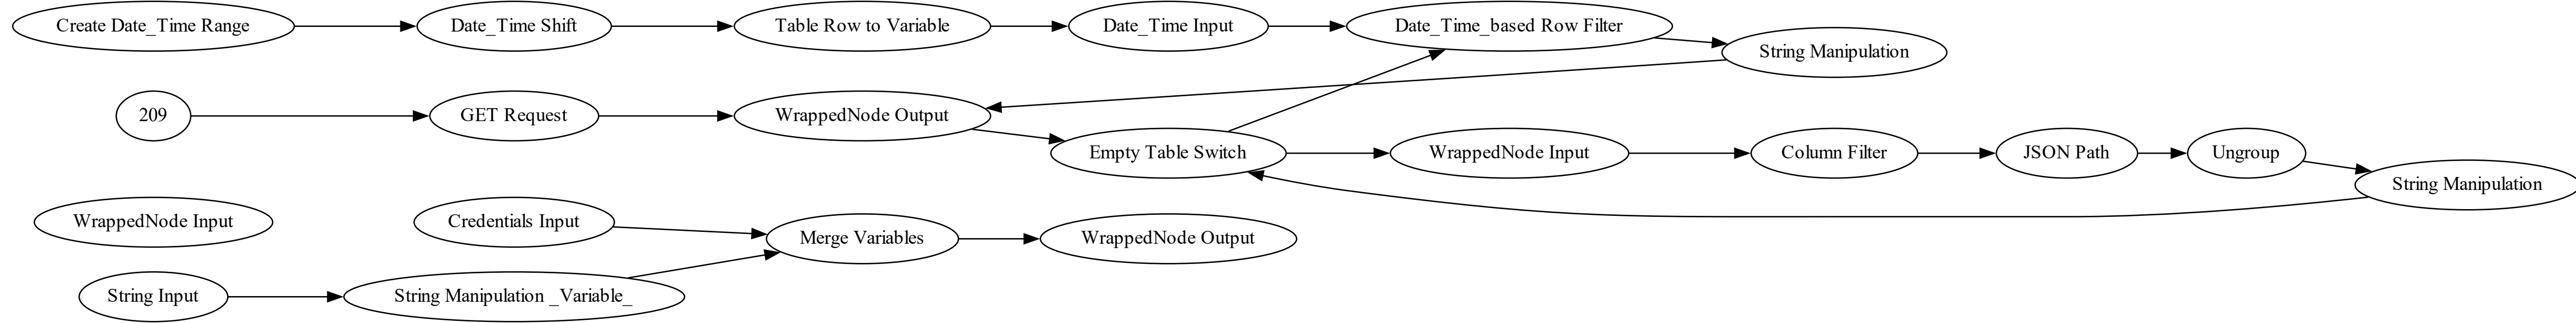 Create Date_Time Range
Date_Time Shift
Table Row to Variable
Date_Time Input
Date_Time_based Row Filter
String Manipulation
209
GET Request
WrappedNode Output
Empty Table Switch
WrappedNode Input
Column Filter
JSON Path
Ungroup
String Manipulation
WrappedNode Input
Credentials Input
Merge Variables
WrappedNode Output
String Input
String Manipulation _Variable_